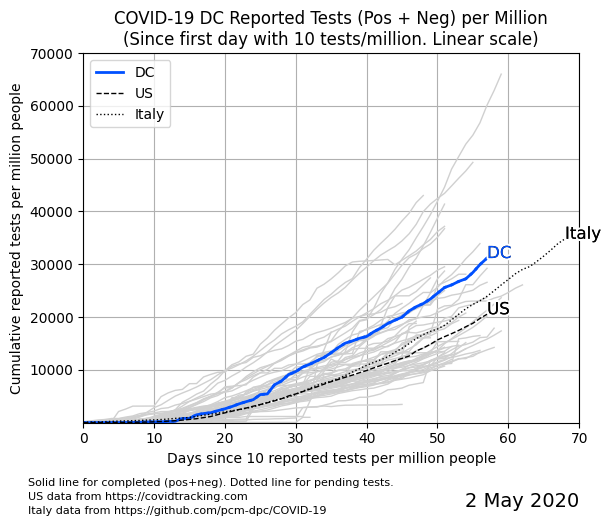 COVID-19 DC Reported Tests (Pos + Neg) per Million
(Since first day with 10 tests/million. Linear scale)
Cumulative reported tests per million people
70000
60000
50000
40000
30000
20000
10000
DC
US
Italy
Italy
DC
US
0 10 20 30 40 50 60 70
Days since 10 reported tests per million people
Solid line for completed (pos+neg). Dotted line for pending tests.
US data from https://covidtracking.com
Italy data from https://github.com/pcm-dpc/COVID-19
2 May 2020